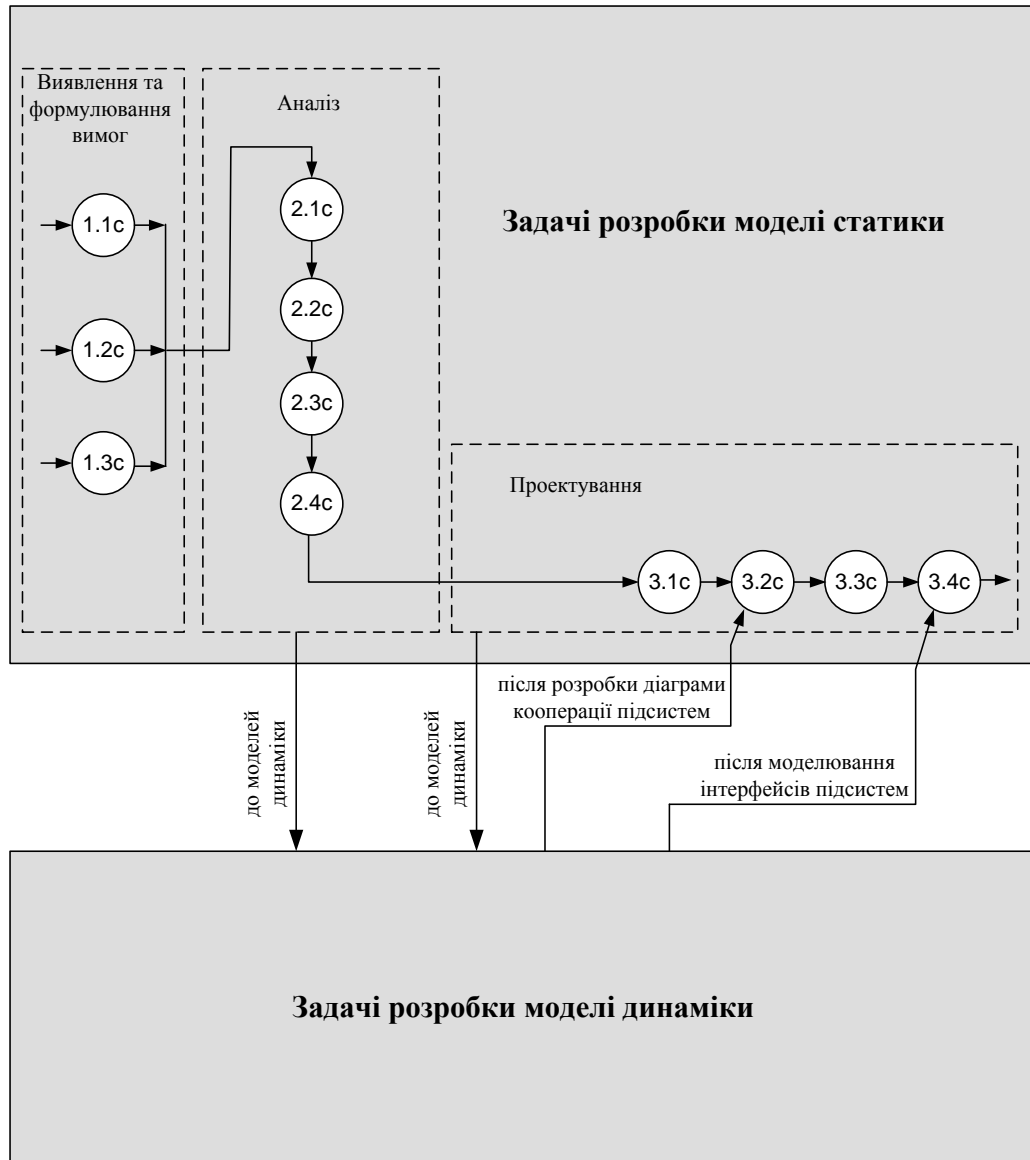 Виявлення та
формулювання
вимог
Аналіз
1.1с
2.1с
Задачі розробки моделі статики
2.2с
1.2с
2.3с
1.3с
2.4с
Проектування
3.1с
3.2с
3.3с
3.4с
до моделей
динаміки
до моделей
динаміки
після розробки діаграми
кооперації підсистем
після моделювання
інтерфейсів підсистем
Задачі розробки моделі динаміки